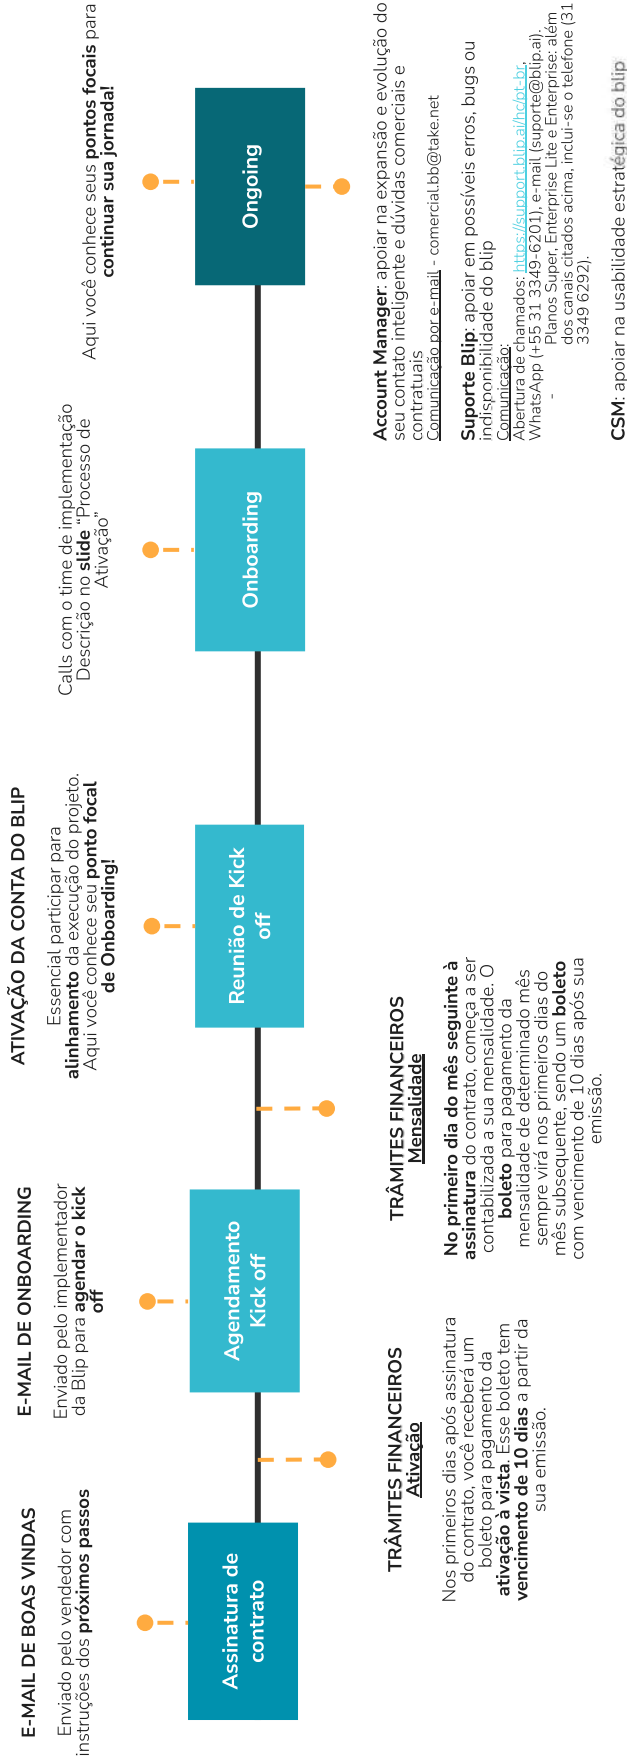 E-MAIL DE BOAS VINDAS
Enviado pelo vendedor com
instruções dos próximos passos
Assinatura de
contrato
TRÂMITES FINANCEIROS
Ativação
Nos primeiros dias após assinatura
do contrato, você receberá um
boleto para pagamento da
ativação à vista. Esse boleto tem
vencimento de 10 dias a partir da
sua emissão.
E-MAIL DE ONBOARDING
Enviado pelo implementador
da Blip para agendar o kick
off
Agendamento
Kick off
TRÂMITES FINANCEIROS
Mensalidade
No primeiro dia do mês seguinte à
assinatura do contrato, começa a ser
contabilizada a sua mensalidade. O
boleto para pagamento da
mensalidade de determinado mês
sempre virá nos primeiros dias do
mês subsequente, sendo um boleto
com vencimento de 10 dias após sua
emissão.
ATIVAÇÃO DA CONTA DO BLIP
Essencial participar para
alinhamento da execução do projeto.
Aqui você conhece seu ponto focal
de Onboarding!
Reunião de Kick
off
Calls com o time de implementação
Descrição no slide “Processo de
Ativação”
Onboarding
Aqui você conhece seus pontos focais para
continuar sua jornada!
Ongoing
Account Manager: apoiar na expansão e evolução do
seu contato inteligente e dúvidas comerciais e
contratuais
Comunicação por e-mail - comercial.bb@take.net
Suporte Blip: apoiar em possíveis erros, bugs ou
indisponibilidade do blip
Comunicação:
Abertura de chamados: https://support.blip.ai/hc/pt-br,
WhatsApp (+55 31 3349-6201), e-mail (suporte@blip.ai).
- Planos Super, Enterprise Lite e Enterprise: além
dos canais citados acima, inclui-se o telefone (31
3349 6292).
CSM: apoiar na usabilidade estratégica do blip